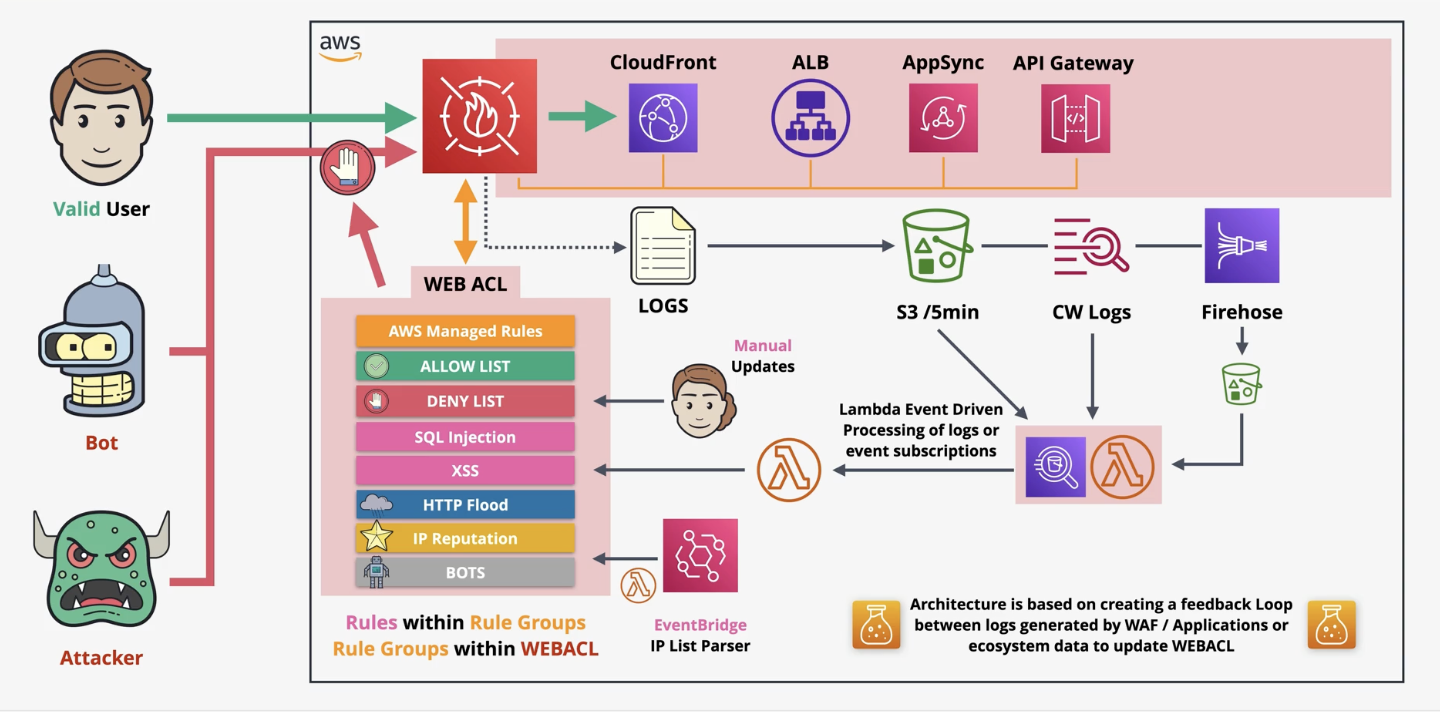 aws
CloudFront
ALB
AppSync
API Gateway
Valid User
WEB ACL
LOGS
S3 /5min
CW Logs
Firehose
AWS Managed Rules
ALLOW LIST
DENY LIST
SQL Injection
XSS
HTTP Flood
IP Reputation
BOTS
Manual
Updates
Lambda Event Driven
Processing of logs or
event subscriptions
Bot
Attacker
Rules within Rule Groups
Rule Groups within WEBACL
EventBridge
IP List Parser
Architecture is based on creating a feedback Loop
between logs generated by WAF / Applications or
ecosystem data to update WEBACL